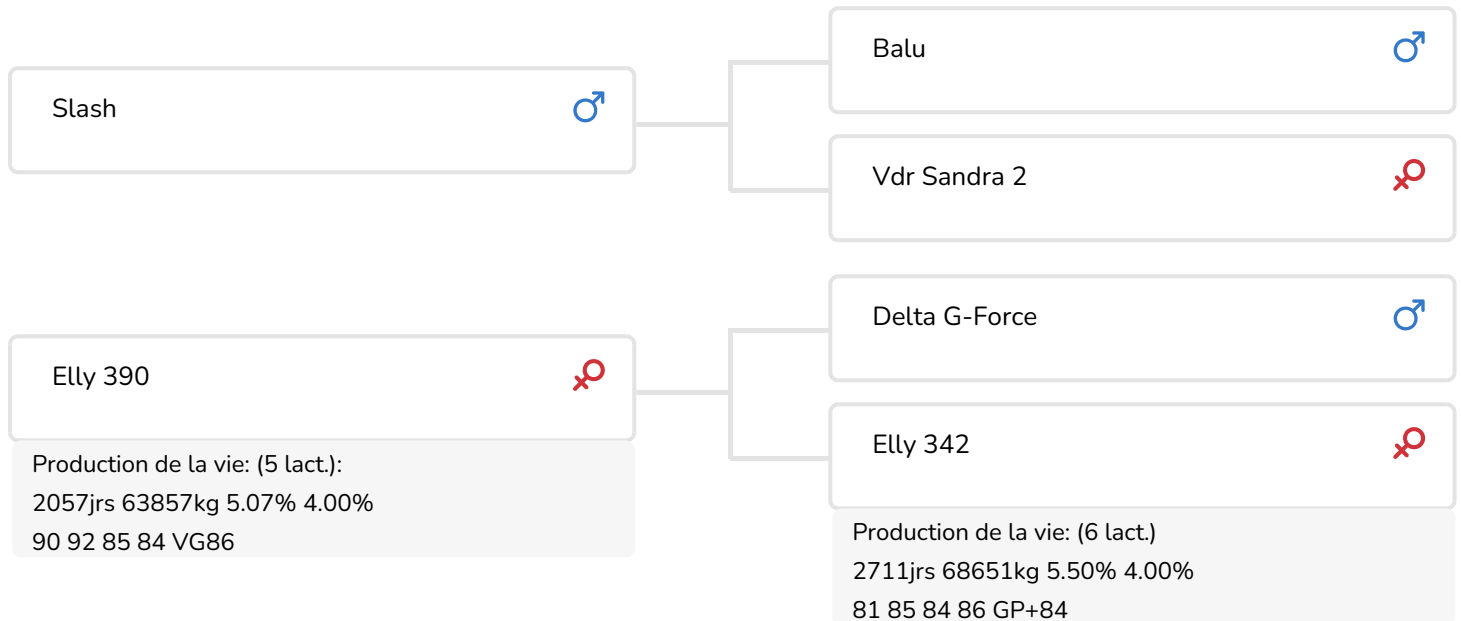 Slash
Balu
Vdr Sandra 2
Elly 390
Production de la vie: (5 lact.):
2057jrs 63857kg 5.07% 4.00%
90 92 85 84 VG86
Delta G-Force
Elly 342
Production de la vie: (6 lact.)
2711jrs 68651kg 5.50% 4.00%
81 85 84 86 GP+84